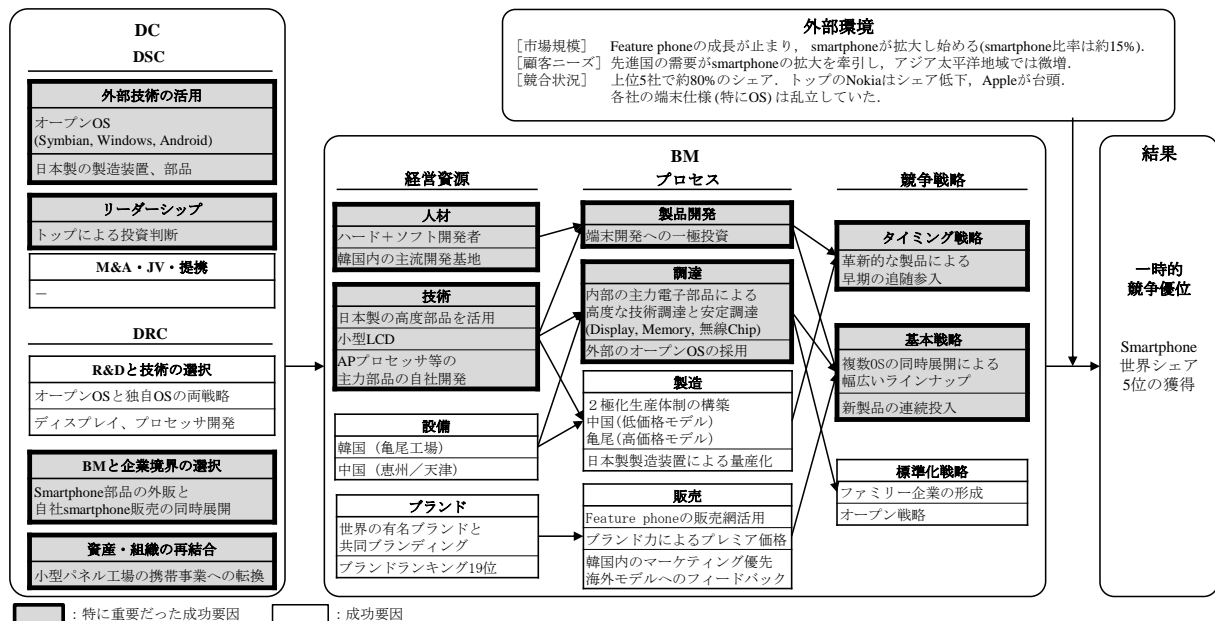 DC
DSC
外部技術の活用
オープンOS
(Symbian, Windows, Android)
日本製の製造装置、部品
リーダーシップ
トップによる投資判断
M&A・JV・提携
－
DRC
R&Dと技術の選択
オープンOSと独自OSの両戦略
ディスプレイ、プロセッサ開発
BMと企業境界の選択
Smartphone部品の外販と
自社smartphone販売の同時展開
資産・組織の再結合
小型パネル工場の携帯事業への転換
外部環境
［市場規模］ Feature phoneの成長が止まり， smartphoneが拡大し始める(smartphone比率は約15%)．
［顧客ニーズ］ 先進国の需要がsmartphoneの拡大を牽引し，アジア太平洋地域では微増．
［競合状況］ 上位5社で約80%のシェア．トップのNokiaはシェア低下，Appleが台頭．
各社の端末仕様 (特にOS) は乱立していた．
BM
経営資源
人材
ハード＋ソフト開発者
韓国内の主流開発基地
技術
日本製の高度部品を活用
小型LCD
APプロセッサ等の
主力部品の自社開発
設備
韓国（亀尾工場）
中国（恵州／天津）
ブランド
世界の有名ブランドと
共同ブランディング
ブランドランキング19位
プロセス
製品開発
端末開発への一極投資
調達
内部の主力電子部品による
高度な技術調達と安定調達
(Display, Memory, 無線Chip)
外部のオープンOSの採用
製造
２極化生産体制の構築
中国(低価格モデル)
亀尾(高価格モデル)
日本製製造装置による量産化
販売
Feature phoneの販売網活用
ブランド力によるプレミア価格
韓国内のマーケティング優先
海外モデルへのフィードバック
競争戦略
タイミング戦略
革新的な製品による
早期の追随参入
基本戦略
複数OSの同時展開による
幅広いラインナップ
新製品の連続投入
標準化戦略
ファミリー企業の形成
オープン戦略
結果
一時的
競争優位
Smartphone
世界シェア
5位の獲得
：特に重要だった成功要因
：成功要因